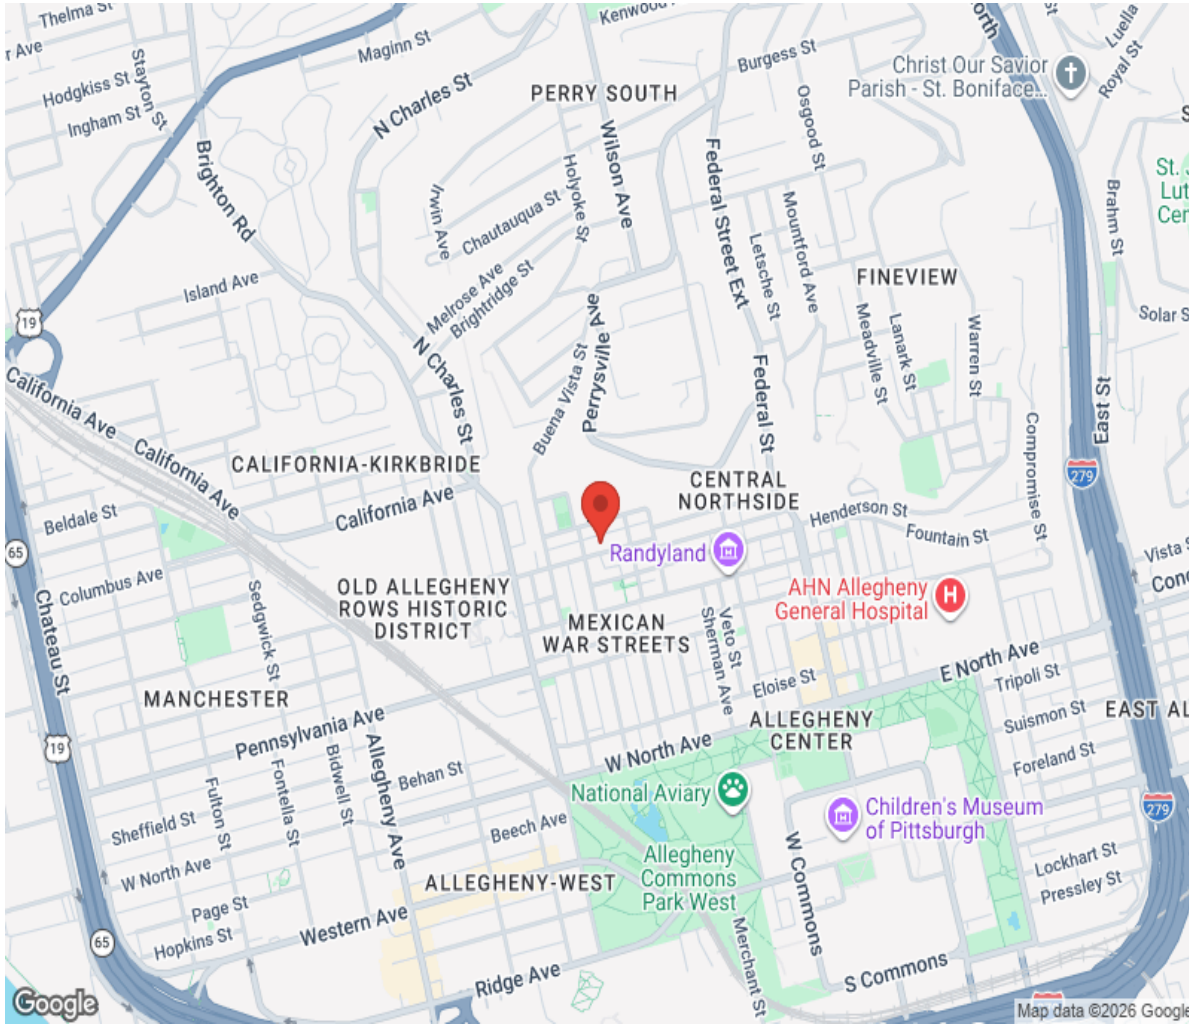 Thelma St
Kenwood
North
r Ave
Stayton St
Maginn St
Luella
Royal St
Burgess St
Christ Our Savior
Parish - St. Boniface...
Hodgkiss St
PERRY SOUTH
N Charles St
Ingham St
Osgood St
Wilson Ave
Federal Street Ext
S
Brighton Rd
Holyoke St
St. J
Lut
Cer
Irwin Ave
Chautauqua St
Mountford Ave
Brahm St
Letsche St
FINEVIEW
Island Ave
Melrose Ave
Brightridge St
Solar S
19
Perrysville Ave
Meadville St
Lanark St
Warren St
N Charles St
Buena Vista St
Federal St
California Ave
East St
California Ave
CALIFORNIA-KIRKBRIDE
CENTRAL
NORTHSIDE
279
Compromise St
California Ave
Beldale St
Henderson St
Fountain St
65
Randyland
Vista S
Columbus Ave
OLD ALLEGHENY
ROWS HISTORIC
DISTRICT
AHN Allegheny
General Hospital
H
Conc
Chateau St
Sedgwick St
MEXICAN
WAR STREETS
Veto St
Sherman Ave
E North Ave
Eloise St
Tripoli St
MANCHESTER
EAST AL
Suismon St
ALLEGHENY
CENTER
Pennsylvania Ave
19
W North Ave
Foreland St
Allegheny Ave
Behan St
Bidwell St
Fontella St
Fulton St
National Aviary
279
Children's Museum
of Pittsburgh
Sheffield St
Beech Ave
W Commons
Allegheny
Commons
Park West
Lockhart St
W North Ave
ALLEGHENY-WEST
Pressley St
Page St
Western Ave
Hopkins St
65
Merchant St
Ridge Ave
S Commons
Google
Map data ©2026 Google